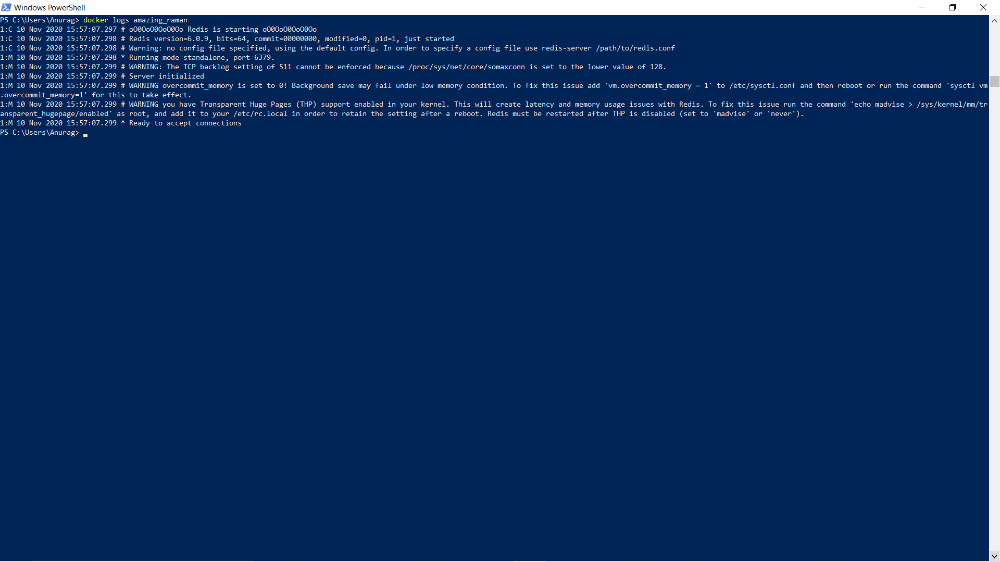 Windows PowerShell
PS C:\Users\Anurag> docker logs amazing_raman
1:C 10 Nov 2020 15:57:07.297 # oO0OoO0OoO0Oo Redis is starting oO0OoO0OoO0Oo
1:C 10 Nov 2020 15:57:07.298 # Redis version=6.0.9, bits=64, commit=00000000, modified=0, pid=1, just started
1:C 10 Nov 2020 15:57:07.298 # Warning: no config file specified, using the default config. In order to specify a config file use redis-server /path/to/redis.conf
1:M 10 Nov 2020 15:57:07.298 * Running mode=standalone, port=6379.
1:M 10 Nov 2020 15:57:07.299 # WARNING: The TCP backlog setting of 511 cannot be enforced because /proc/sys/net/core/somaxconn is set to the lower value of 128.
1:M 10 Nov 2020 15:57:07.299 # Server initialized
1:M 10 Nov 2020 15:57:07.299 # WARNING overcommit_memory is set to 0! Background save may fail under low memory condition. To fix this issue add 'vm.overcommit_memory = 1' to /etc/sysctl.conf and then reboot or run the command 'sysctl vm
.overcommit_memory=1' for this to take effect.
1:M 10 Nov 2020 15:57:07.299 # WARNING you have Transparent Huge Pages (THP) support enabled in your kernel. This will create latency and memory usage issues with Redis. To fix this issue run the command 'echo madvise > /sys/kernel/mm/tr
ansparent_hugepage/enabled' as root, and add it to your /etc/rc.local in order to retain the setting after a reboot. Redis must be restarted after THP is disabled (set to 'madvise' or 'never').
1:M 10 Nov 2020 15:57:07.299 * Ready to accept connections
PS C:\Users\Anurag>